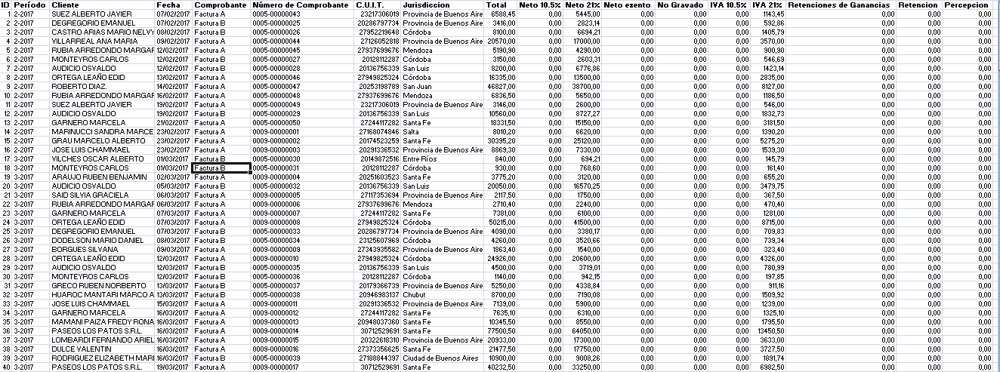 ID Período Cliente Fecha Comprobante Número de Comprobante C.U.I.T. Jurisdiccion Total Neto 10.5% Neto 21% Neto exento No Gravado IVA 10.5% IVA 21% Retenciones de Ganancias Retencion Percepcion
1 2-2017 SUEZ ALBERTO JAVIER 07/02/2017 Factura A 0005-00000043 23217306019 Provincia de Buenos Aire 6588,45 0,00 5445,00 0,00 0,00 0,00 1143,45 0,00 0,00 0,00
2 2-2017 DEGREGORIO EMANUEL 07/02/2017 Factura B 0005-00000025 20286797734 Provincia de Buenos Aire 3416,00 0,00 2823,14 0,00 0,00 0,00 592,86 0,00 0,00 0,00
3 2-2017 CASTRO ARIAS MARIO NELVY 08/02/2017 Factura B 0005-00000026 27952219648 Córdoba 8100,00 0,00 6694,21 0,00 0,00 0,00 1405,79 0,00 0,00 0,00
4 2-2017 VILLARREAL ANA MARIA 09/02/2017 Factura A 0005-00000044 27126052818 Provincia de Buenos Aire 20570,00 0,00 17000,00 0,00 0,00 0,00 3570,00 0,00 0,00 0,00
5 2-2017 RUBIA ARREDONDO MARGAF 12/02/2017 Factura A 0005-00000045 27937699676 Mendoza 5190,90 0,00 4290,00 0,00 0,00 0,00 900,90 0,00 0,00 0,00
6 2-2017 MONTEYROS CARLOS 12/02/2017 Factura B 0005-00000027 20128112287 Córdoba 3150,00 0,00 2603,31 0,00 0,00 0,00 546,69 0,00 0,00 0,00
7 2-2017 AUDICIO OSVALDO 12/02/2017 Factura B 0005-00000028 20136756339 San Luis 8200,00 0,00 6776,86 0,00 0,00 0,00 1423,14 0,00 0,00 0,00
8 2-2017 ORTEGA LEAÑO EDID 13/02/2017 Factura A 0005-00000046 27949825324 Córdoba 16335,00 0,00 13500,00 0,00 0,00 0,00 2835,00 0,00 0,00 0,00
9 2-2017 ROBERTO DIAZ. 14/02/2017 Factura A 0005-00000047 20253198789 San Juan 46827,00 0,00 38700,00 0,00 0,00 0,00 8127,00 0,00 0,00 0,00
10 2-2017 RUBIA ARREDONDO MARGAF 16/02/2017 Factura A 0005-00000048 27937699676 Mendoza 6836,50 0,00 5650,00 0,00 0,00 0,00 1186,50 0,00 0,00 0,00
11 2-2017 SUEZ ALBERTO JAVIER 19/02/2017 Factura A 0005-00000049 23217306019 Provincia de Buenos Aire 3146,00 0,00 2600,00 0,00 0,00 0,00 546,00 0,00 0,00 0,00
12 2-2017 AUDICIO OSVALDO 19/02/2017 Factura B 0005-00000029 20136756339 San Luis 10560,00 0,00 8727,27 0,00 0,00 0,00 1832,73 0,00 0,00 0,00
13 2-2017 GARNERO MARCELA 21/02/2017 Factura A 0005-00000050 27244117282 Santa Fe 18331,50 0,00 15150,00 0,00 0,00 0,00 3181,50 0,00 0,00 0,00
14 2-2017 MARINUCCI SANDRA MARCE 23/02/2017 Factura A 0009-00000001 27168074846 Salta 8010,20 0,00 6620,00 0,00 0,00 0,00 1390,20 0,00 0,00 0,00
15 2-2017 GRAU MARCELO ALBERTO 23/02/2017 Factura A 0009-00000002 20174523259 Santa Fe 30395,20 0,00 25120,00 0,00 0,00 0,00 5275,20 0,00 0,00 0,00
16 2-2017 JOSE LUIS CHAMMAEL 23/02/2017 Factura A 0009-00000003 20291336532 Provincia de Buenos Aire 8869,30 0,00 7330,00 0,00 0,00 0,00 1539,30 0,00 0,00 0,00
17 3-2017 VILCHES OSCAR ALBERTO 01/03/2017 Factura B 0005-00000030 20149872516 Entre Ríos 840,00 0,00 694,21 0,00 0,00 0,00 145,79 0,00 0,00 0,00
18 3-2017 MONTEYROS CARLOS 01/03/2017 Factura B 0005-00000031 20128112287 Córdoba 930,00 0,00 768,60 0,00 0,00 0,00 161,40 0,00 0,00 0,00
19 3-2017 ARAUJO RUBEN BENJAMIN 02/03/2017 Factura A 0009-00000004 20251603523 Santa Fe 3775,20 0,00 3120,00 0,00 0,00 0,00 655,20 0,00 0,00 0,00
20 3-2017 AUDICIO OSVALDO 05/03/2017 Factura B 0005-00000032 20136756339 San Luis 20050,00 0,00 16570,25 0,00 0,00 0,00 3479,75 0,00 0,00 0,00
21 3-2017 SAID SILVIA GRACIELA 06/03/2017 Factura A 0009-00000005 27117353694 Provincia de Buenos Aire 2117,50 0,00 1750,00 0,00 0,00 0,00 367,50 0,00 0,00 0,00
22 3-2017 RUBIA ARREDONDO MARGAF 06/03/2017 Factura A 0009-00000006 27937699676 Mendoza 2710,40 0,00 2240,00 0,00 0,00 0,00 470,40 0,00 0,00 0,00
23 3-2017 GARNERO MARCELA 07/03/2017 Factura A 0009-00000007 27244117282 Santa Fe 7381,00 0,00 6100,00 0,00 0,00 0,00 1281,00 0,00 0,00 0,00
24 3-2017 ORTEGA LEAÑO EDID 07/03/2017 Factura A 0009-00000008 27949825324 Córdoba 50215,00 0,00 41500,00 0,00 0,00 0,00 8715,00 0,00 0,00 0,00
25 3-2017 DEGREGORIO EMANUEL 07/03/2017 Factura B 0005-00000033 20286797734 Provincia de Buenos Aire 4090,00 0,00 3380,17 0,00 0,00 0,00 709,83 0,00 0,00 0,00
26 3-2017 DODELSON MARIO DANIEL 08/03/2017 Factura B 0005-00000034 23125607969 Córdoba 4260,00 0,00 3520,66 0,00 0,00 0,00 739,34 0,00 0,00 0,00
27 3-2017 BORGUES SILVANA 09/03/2017 Factura A 0009-00000009 27343935582 Provincia de Buenos Aire 1863,40 0,00 1540,00 0,00 0,00 0,00 323,40 0,00 0,00 0,00
28 3-2017 ORTEGA LEAÑO EDID 12/03/2017 Factura A 0009-00000010 27949825324 Córdoba 24926,00 0,00 20600,00 0,00 0,00 0,00 4326,00 0,00 0,00 0,00
29 3-2017 AUDICIO OSVALDO 12/03/2017 Factura B 0005-00000035 20136756339 San Luis 4500,00 0,00 3719,01 0,00 0,00 0,00 780,99 0,00 0,00 0,00
30 3-2017 MONTEYROS CARLOS 12/03/2017 Factura B 0005-00000036 20128112287 Córdoba 1140,00 0,00 942,15 0,00 0,00 0,00 197,85 0,00 0,00 0,00
31 3-2017 GRECO RUBEN NORBERTO 13/03/2017 Factura B 0005-00000037 20179366739 Provincia de Buenos Aire 5250,00 0,00 4338,84 0,00 0,00 0,00 911,16 0,00 0,00 0,00
32 3-2017 HUAROC MANTARI MARCO A 13/03/2017 Factura B 0005-00000038 20946983137 Chubut 8700,00 0,00 7190,08 0,00 0,00 0,00 1509,92 0,00 0,00 0,00
33 3-2017 JOSE LUIS CHAMMAEL 15/03/2017 Factura A 0009-00000011 20291336532 Provincia de Buenos Aire 7139,00 0,00 5900,00 0,00 0,00 0,00 1239,00 0,00 0,00 0,00
34 3-2017 GARNERO MARCELA 16/03/2017 Factura A 0009-00000012 27244117282 Santa Fe 7635,10 0,00 6310,00 0,00 0,00 0,00 1325,10 0,00 0,00 0,00
35 3-2017 MAMANI PAIZA FREDY RONA 16/03/2017 Factura A 0009-00000013 20948037360 Santa Fe 10345,50 0,00 8550,00 0,00 0,00 0,00 1795,50 0,00 0,00 0,00
36 3-2017 PASEOS LOS PATOS S.R.L. 16/03/2017 Factura A 0009-00000014 30712529691 Santa Fe 77500,50 0,00 64050,00 0,00 0,00 0,00 13450,50 0,00 0,00 0,00
37 3-2017 LOMBARDI FERNANDO ARIEL 16/03/2017 Factura A 0009-00000015 20322618310 Provincia de Buenos Aire 20933,00 0,00 17300,00 0,00 0,00 0,00 3633,00 0,00 0,00 0,00
38 3-2017 DULCE VALENTIN 16/03/2017 Factura A 0009-00000016 27373356625 Santa Fe 21477,50 0,00 17750,00 0,00 0,00 0,00 3727,50 0,00 0,00 0,00
39 3-2017 RODRIGUEZ ELIZABETH MARI 16/03/2017 Factura B 0005-00000039 27188844397 Ciudad de Buenos Aires 10900,00 0,00 9008,26 0,00 0,00 0,00 1891,74 0,00 0,00 0,00
40 3-2017 PASEOS LOS PATOS S.R.L. 19/03/2017 Factura A 0009-00000017 30712529691 Santa Fe 40232,50 0,00 33250,00 0,00 0,00 0,00 6982,50 0,00 0,00 0,00